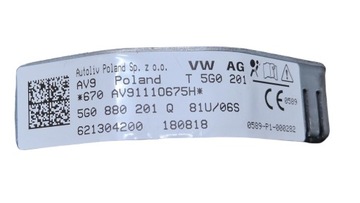 Autoliv Poland Sp. z o.o. VW AG
AV9 Poland T 5G0 201
*670 AV91110675H*
5G0 880 201 Q 81U/06S
621304200 180818
CE 0589
0589-P1-000282